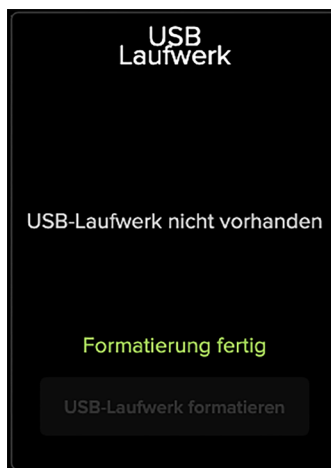 USB
Laufwerk
USB-Laufwerk nicht vorhanden
Formatierung fertig
USB-Laufwerk formatieren